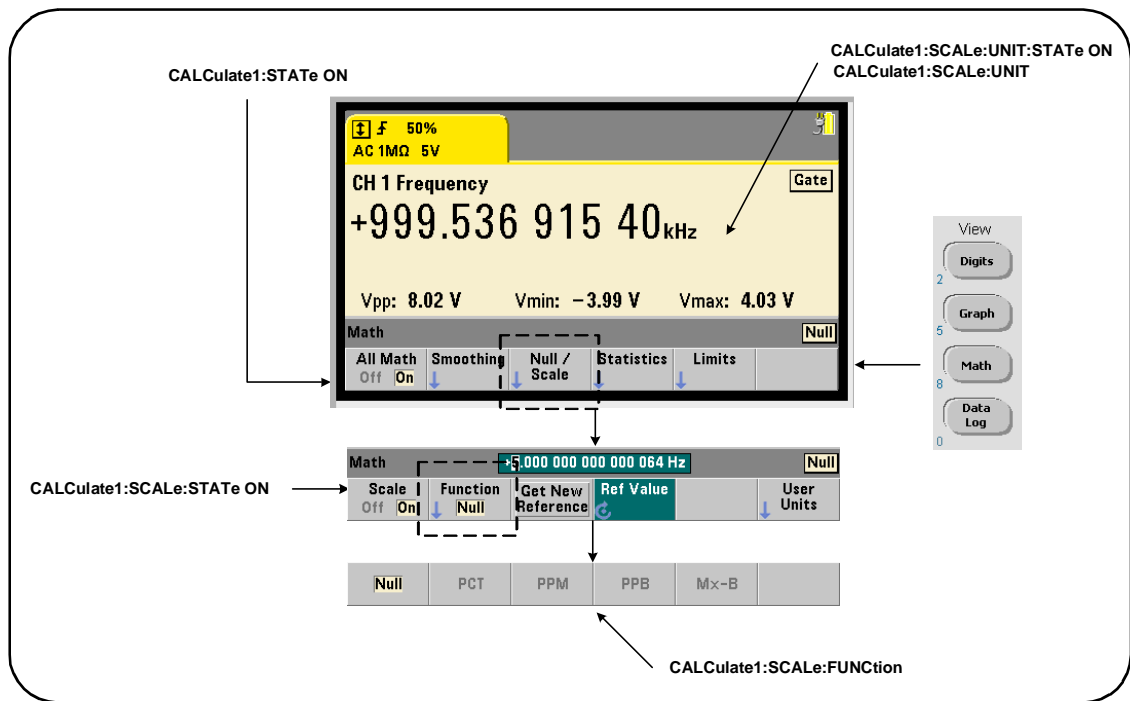 CALCulate1:STATe ON
CALCulate1:SCALe:UNIT:STATe ON
CALCulate1:SCALe:UNIT
50%
AC 1MΩ 5V
CH 1 Frequency
Gate
+999.536 915 40 kHz
Vpp: 8.02 V Vmin: −3.99 V Vmax: 4.03 V
Math Null
All Math Smoothing Null / Statistics Limits
Off On Scale
View
Digits
2
Graph
5
Math
8
Data
Log
0
Math +5.000 000 000 000 064 Hz Null
CALCulate1:SCALe:STATe ON
Scale Function Get New Ref Value User
Off On Null Reference Units
Null PCT PPM PPB Mx-B
CALCulate1:SCALe:FUNCtion